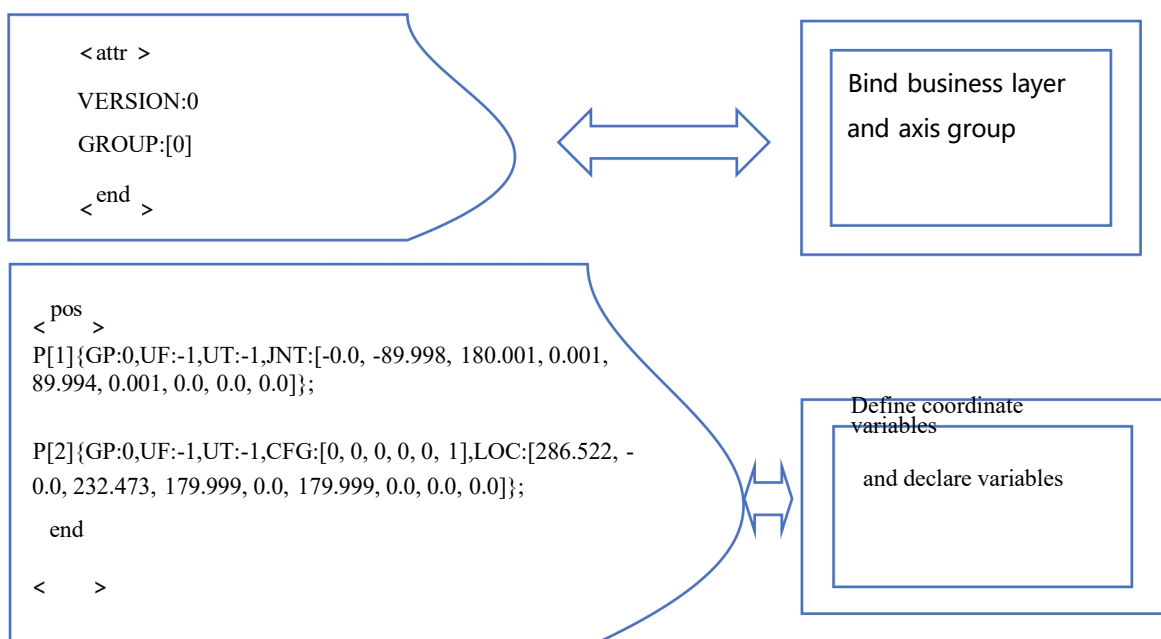 <attr >
VERSION:0
GROUP:[0]
<end >
Bind business layer
and axis group
<pos >
P[1]{GP:0,UF:-1,UT:-1,JNT:[-0.0, -89.998, 180.001, 0.001,
89.994, 0.001, 0.0, 0.0, 0.0]};
P[2]{GP:0,UF:-1,UT:-1,CFG:[0, 0, 0, 0, 0, 1],LOC:[286.522, -
0.0, 232.473, 179.999, 0.0, 179.999, 0.0, 0.0, 0.0]};
end
< >
Define coordinate
variables
and declare variables